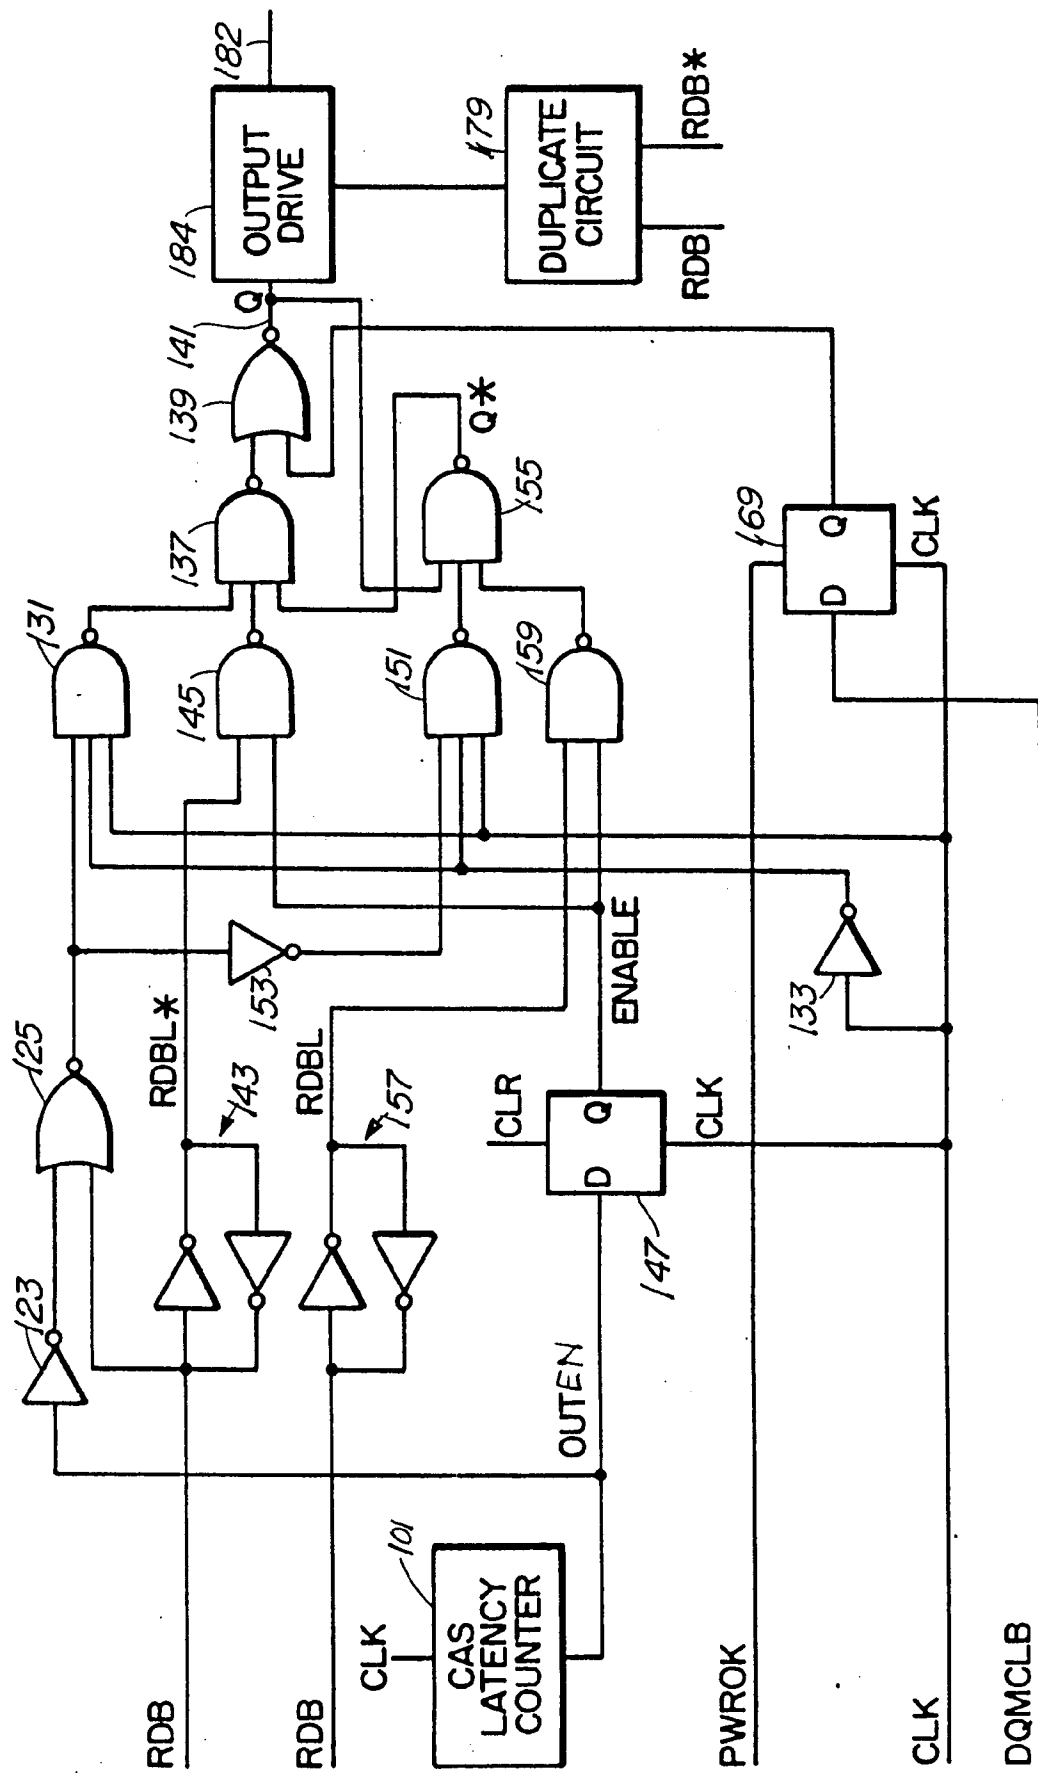 182
OUTPUT
DRIVE
184
Q
141
139
137
131
145
Q*
155
151
159
179
DUPLICATE
CIRCUIT
RDB
RDB*
169
D
Q
CLK
125
RDBL*
143
153
RDBL
157
ENABLE
CLR
D
Q
CLK
147
133
123
OUTEN
101
CLK
CAS
LATENCY
COUNTER
RDB
RDB
PWROK
CLK
DQMCLB